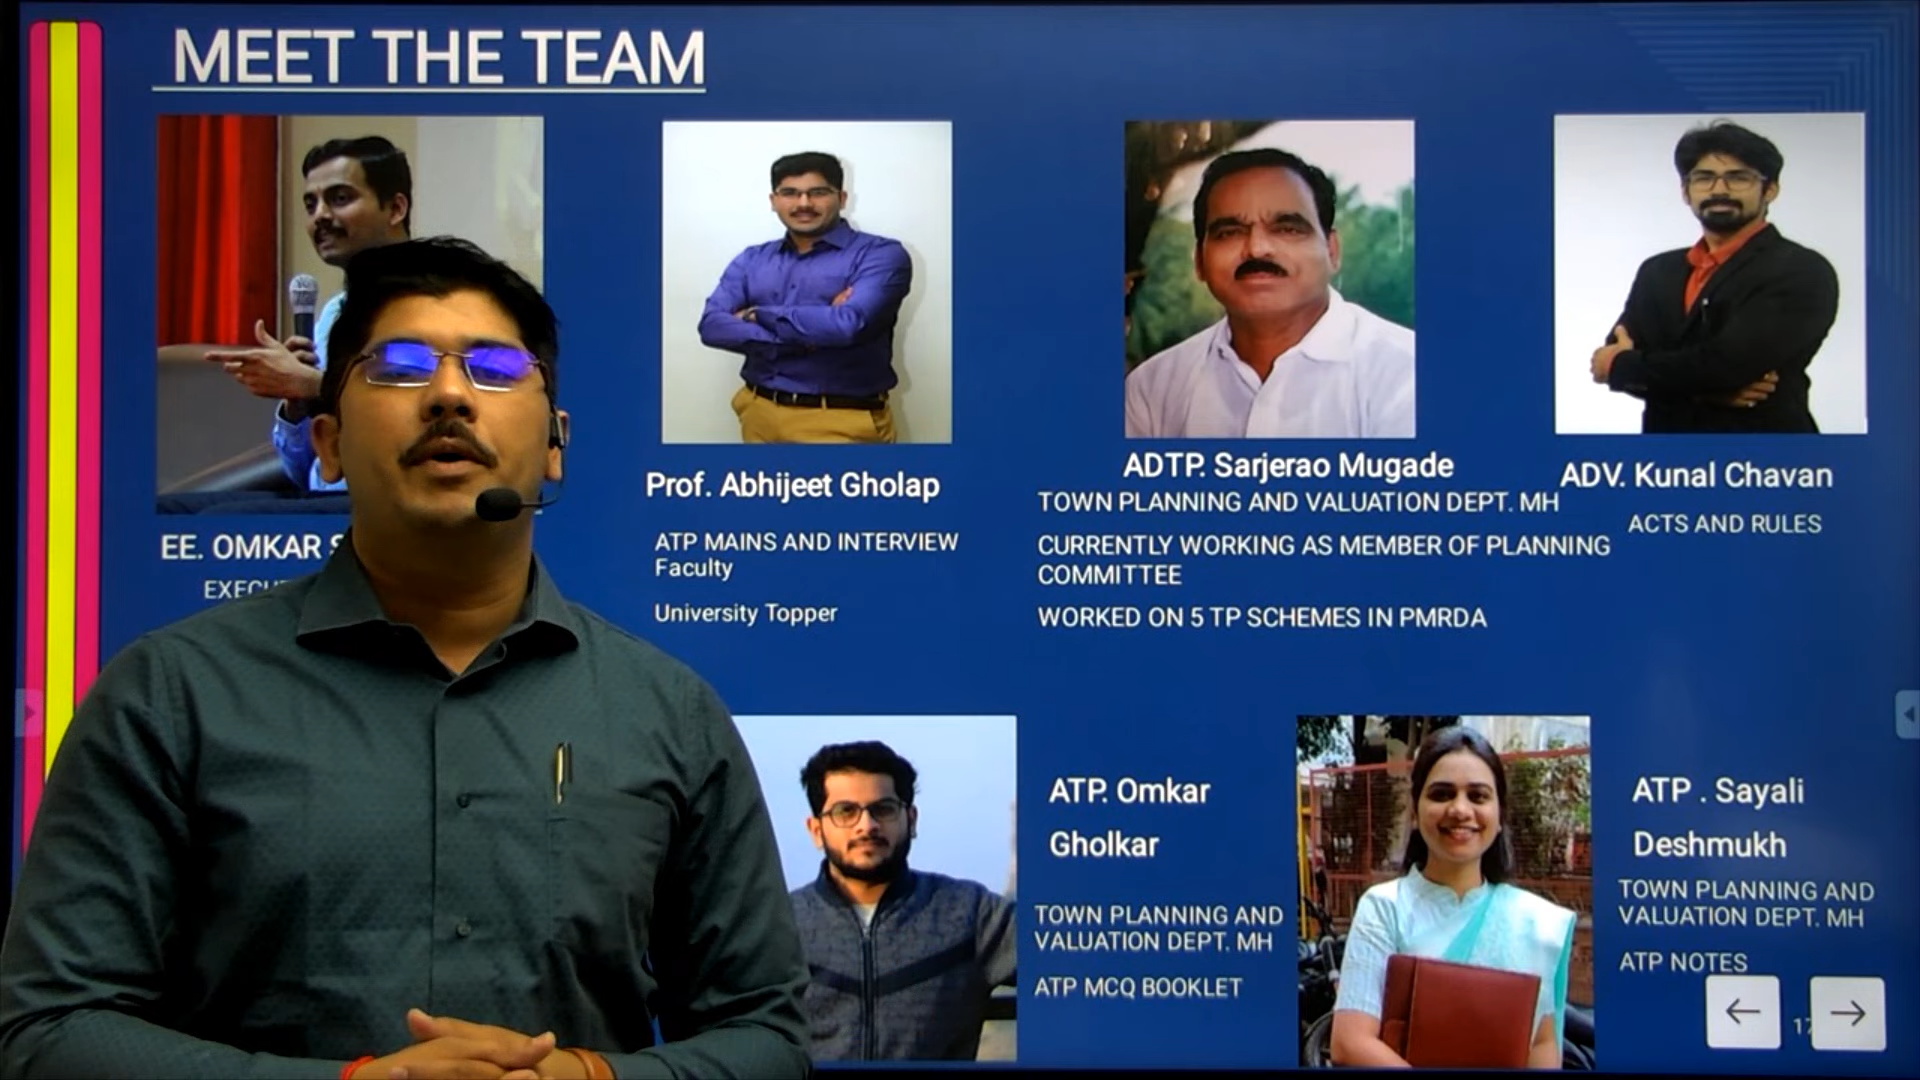 MEET THE TEAM
EE. OMKAR
Prof. Abhijeet Gholap
ATP MAINS AND INTERVIEW
Faculty
University Topper
ADTP. Sarjerao Mugade
TOWN PLANNING AND VALUATION DEPT. MH
CURRENTLY WORKING AS MEMBER OF PLANNING
COMMITTEE
WORKED ON 5 TP SCHEMES IN PMRDA
ADV. Kunal Chavan
ACTS AND RULES
ATP. Omkar
Gholkar
TOWN PLANNING AND
VALUATION DEPT. MH
ATP MCQ BOOKLET
ATP . Sayali
Deshmukh
TOWN PLANNING AND
VALUATION DEPT. MH
ATP NOTES